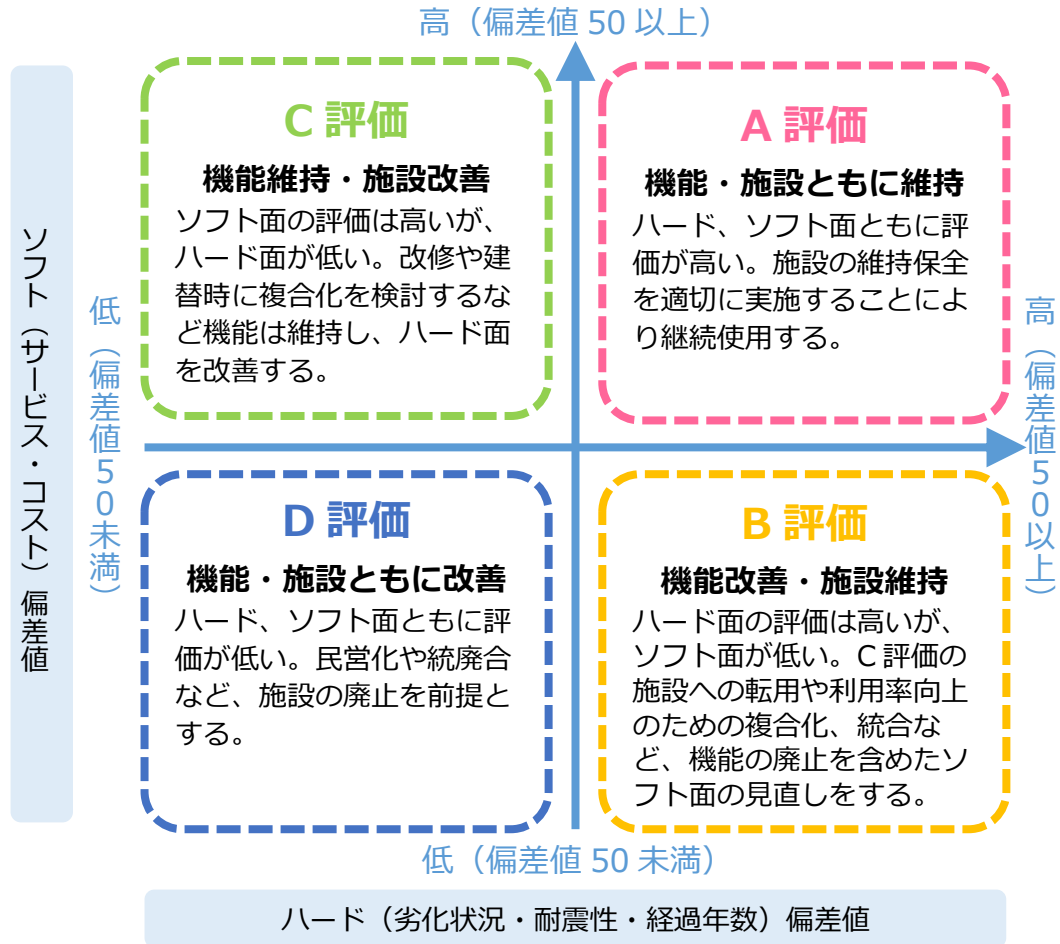 高（偏差値 50 以上）
C 評価
機能維持・施設改善
ソフト面の評価は高いが、
ハード面が低い。改修や建
替時に複合化を検討するな
ど機能は維持し、ハード面
を改善する。
A 評価
機能・施設ともに維持
ハード、ソフト面ともに評
価が高い。施設の維持保全
を適切に実施することによ
り継続使用する。
ソフト（サービス・コスト）偏差値
低（偏差値50未満）
高（偏差値50以上）
D 評価
機能・施設ともに改善
ハード、ソフト面ともに評
価が低い。民営化や統廃合
など、施設の廃止を前提と
する。
B 評価
機能改善・施設維持
ハード面の評価は高いが、
ソフト面が低い。C 評価の
施設への転用や利用率向上
のための複合化、統合な
ど、機能の廃止を含めたソ
フト面の見直しをする。
低（偏差値 50 未満）
ハード（劣化状況・耐震性・経過年数）偏差値